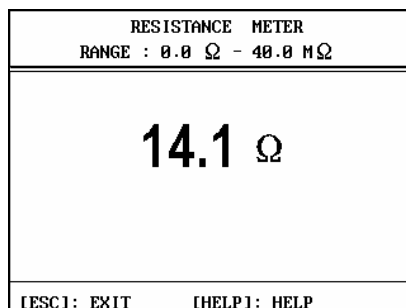 RESISTANCE METER
RANGE : 0.0 Ω - 40.0 MΩ
14.1 Ω
[ESC]: EXIT [HELP]: HELP